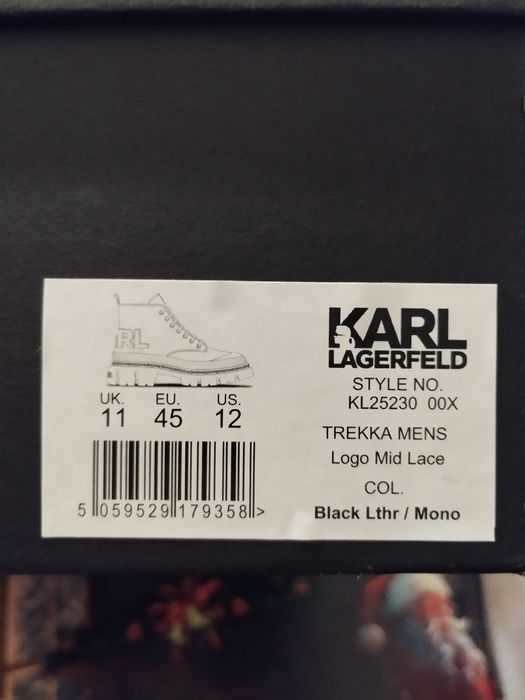 RL
UK. EU. US.
11 45 12
5 059529 179358 >
KARL
LAGERFELD
STYLE NO.
KL25230 00X
TREKKA MENS
Logo Mid Lace
COL.
Black Lthr / Mono